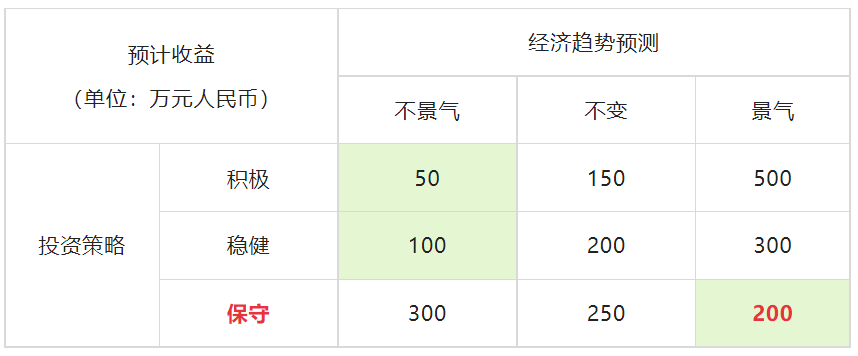 预计收益
（单位：万元人民币）
经济趋势预测
不景气
不变
景气
投资策略
积极
50
150
500
稳健
100
200
300
保守
300
250
200